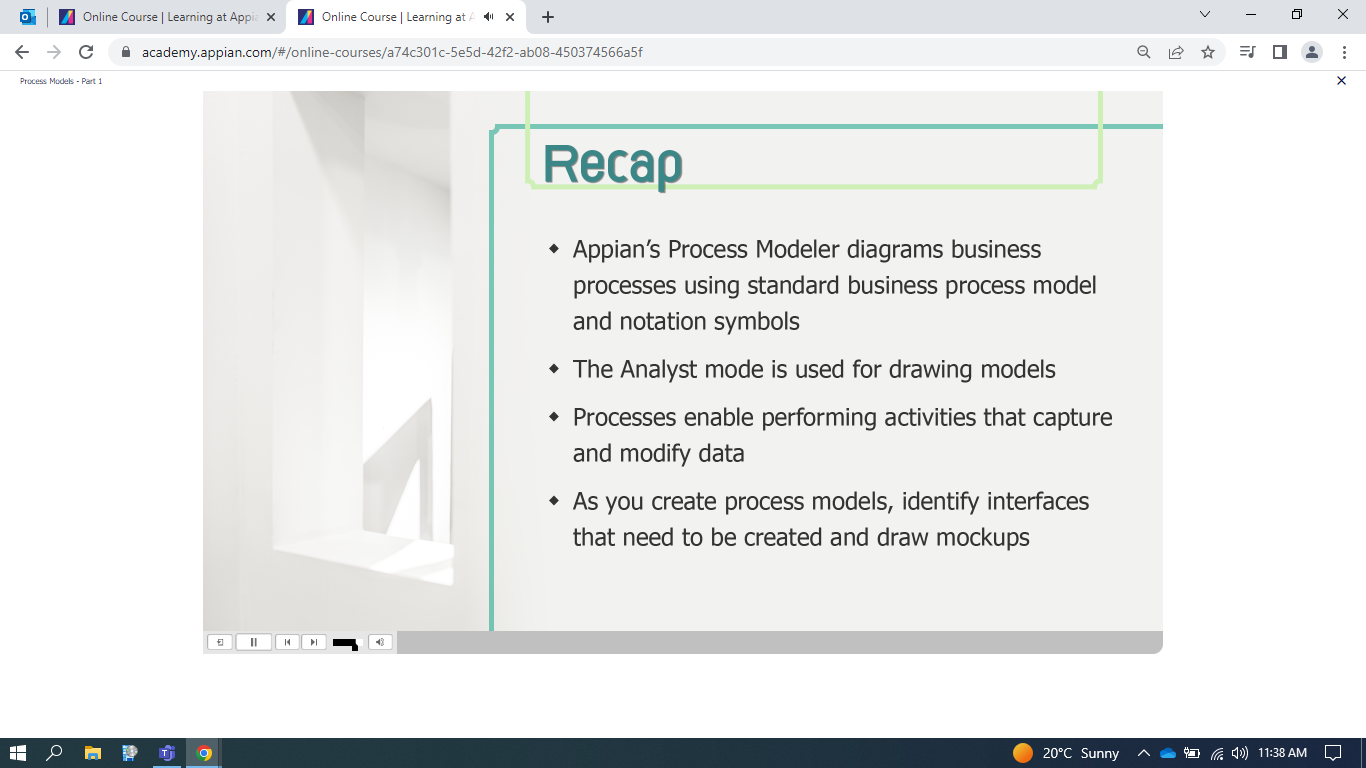 Online Course | Learning at Appia
Online Course | Learning at A
academy.appian.com/#/online-courses/a74c301c-5e5d-42f2-ab08-450374566a5f
Process Models - Part 1
Recap
Appian's Process Modeler diagrams business
processes using standard business process model
and notation symbols
The Analyst mode is used for drawing models
Processes enable performing activities that capture
and modify data
As you create process models, identify interfaces
that need to be created and draw mockups
20°C Sunny
11:38 AM